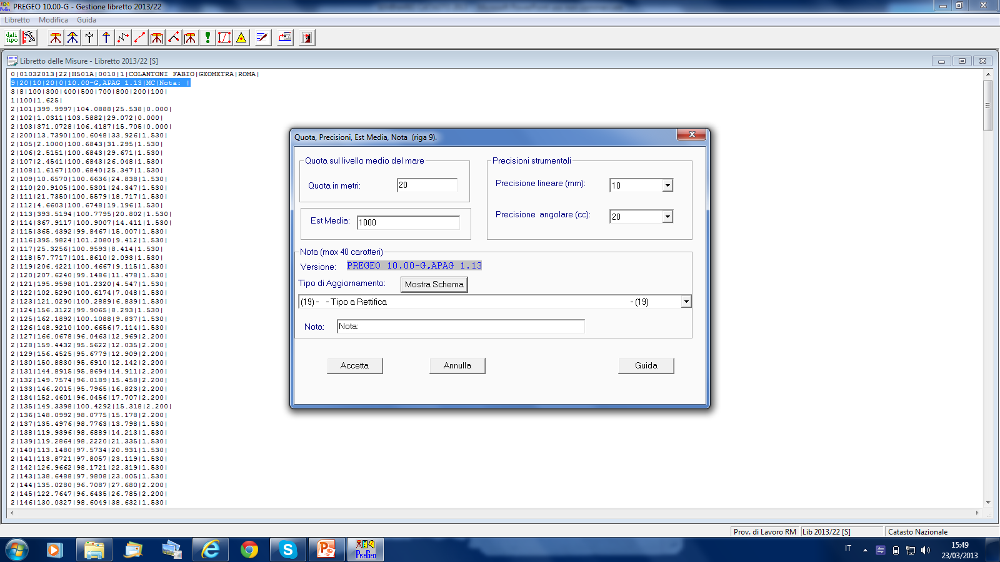 PREGEO 10.00-G - Gestione libretto 2013/22
Libretto Modifica Guida
dati tipo
Libretto delle Misure - Libretto 2013/22 [S]
0|01032013|22|H501A|0010|1|COLANTONI FABIO|GEOMETRA|ROMA|
9|20|10|20|0|10.00-G,APAG 1.13|MC|Nota: |
3|8|100|300|400|500|700|800|200|100|
1|100|1.625|
2|101|399.9997|104.0888|25.538|0.000|
2|102|1.0311|103.5882|29.072|0.000|
2|103|371.0728|106.4187|15.705|0.000|
2|200|13.7390|100.6048|33.926|1.530|
2|105|2.1000|100.6843|31.295|1.530|
2|106|2.5151|100.6843|29.671|1.530|
2|107|2.4541|100.6843|26.048|1.530|
2|108|1.6167|100.6840|25.347|1.530|
2|109|10.6570|100.6636|24.838|1.530|
2|110|20.9105|100.5301|24.347|1.530|
2|111|21.7350|100.5579|18.717|1.530|
2|112|4.6603|100.6748|19.196|1.530|
2|113|393.5194|100.7795|20.802|1.530|
2|114|367.9117|100.9007|14.411|1.530|
2|115|365.4392|99.8467|15.007|1.530|
2|116|395.9824|101.2080|9.412|1.530|
2|117|25.3256|100.9593|8.414|1.530|
2|118|57.7717|101.8610|2.093|1.530|
2|119|206.4221|100.4667|9.115|1.530|
2|120|207.6240|99.1486|11.478|1.530|
2|121|195.9598|101.2320|4.547|1.530|
2|122|102.5290|100.6174|7.048|1.530|
2|123|121.0290|100.2889|6.839|1.530|
2|124|156.3122|99.9065|8.293|1.530|
2|125|162.1892|100.1088|9.837|1.530|
2|126|148.9210|100.6656|7.114|1.530|
2|127|166.0678|96.0463|12.969|2.200|
2|128|159.4432|95.5622|12.035|2.200|
2|129|156.4525|95.6779|12.909|2.200|
2|130|150.8830|95.6910|12.142|2.200|
2|131|144.8915|95.8694|14.911|2.200|
2|132|149.7574|96.0189|15.458|2.200|
2|133|146.2015|95.7965|16.823|2.200|
2|134|152.4601|96.0456|17.707|2.200|
2|135|149.3398|100.4292|15.318|2.200|
2|136|148.0992|98.0775|15.178|2.200|
2|137|135.4976|98.7763|13.798|1.530|
2|138|119.9396|98.6889|14.213|1.530|
2|139|119.2864|98.2220|21.335|1.530|
2|140|113.1480|97.5734|20.931|1.530|
2|141|113.8721|97.8057|23.119|1.530|
2|142|126.9662|98.1721|22.319|1.530|
2|143|138.6488|97.9808|23.005|1.530|
2|144|135.0280|96.7087|27.680|2.200|
2|145|122.7647|96.6435|26.785|2.200|
2|146|130.0327|98.6049|38.632|1.530|
Quota, Precisioni, Est Media, Nota (riga 9).
Quota sul livello medio del mare
Quota in metri: 20
Est Media: 1000
Precisioni strumentali
Precisione lineare (mm): 10
Precisione angolare (cc): 20
Nota (max 40 caratteri)
Versione: PREGEO 10.00-G,APAG 1.13
Tipo di Aggiornamento: Mostra Schema
(19) - - Tipo a Rettifica - (19)
Nota: Nota:
Accetta Annulla Guida
Prov. di Lavoro RM Lib 2013/22 [S] Catasto Nazionale
PREGEO
IT
15:49
23/03/2013